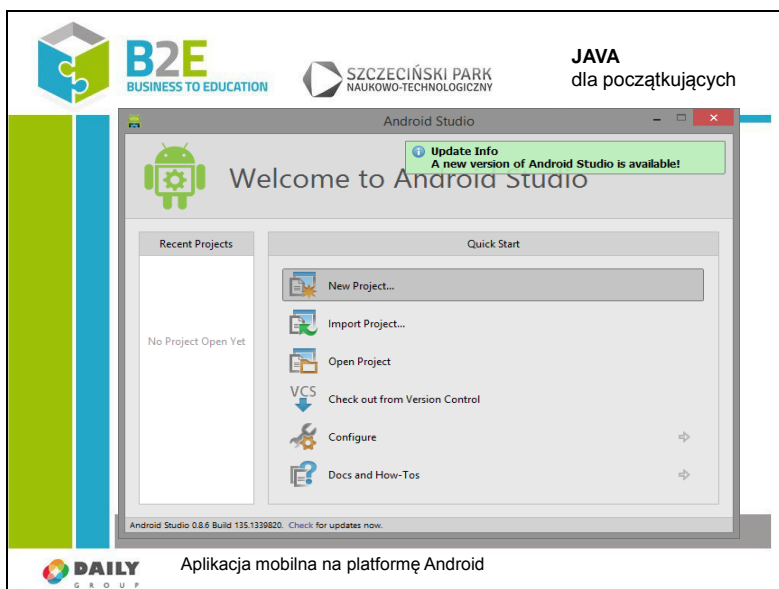 B2E
BUSINESS TO EDUCATION
SZCZECIŃSKI PARK
NAUKOWO-TECHNOLOGICZNY
JAVA
dla początkujących
Android Studio
Update Info
A new version of Android Studio is available!
Welcome to Android Studio
Recent Projects
No Project Open Yet
Quick Start
New Project...
Import Project...
Open Project
VCS
Check out from Version Control
Configure
Docs and How-Tos
Android Studio 0.8.6 Build 135.1339820. Check for updates now.
DAILY
GROUP
Aplikacja mobilna na platformę Android